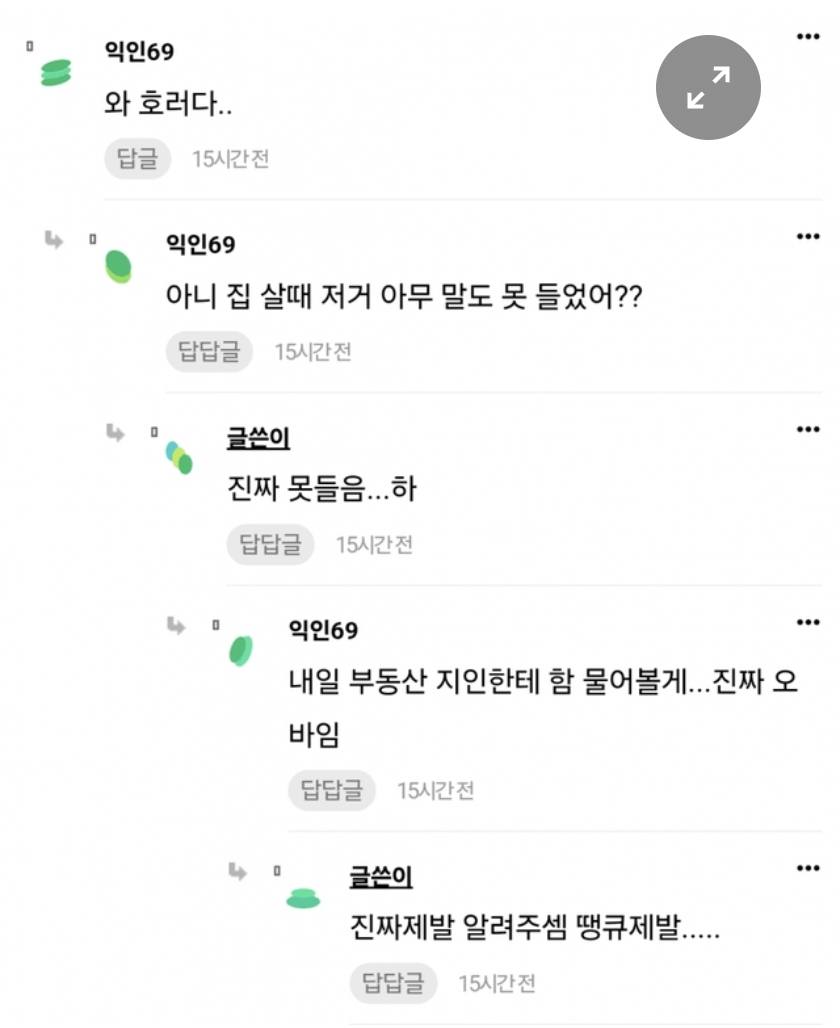 익인69
와 호러다..
답글 15시간 전
익인69
아니 집 살때 저거 아무 말도 못 들었어??
답답글 15시간 전
글쓴이
진짜 못들음...하
답답글 15시간 전
익인69
내일 부동산 지인한테 함 물어볼게...진짜 오
바임
답답글 15시간 전
글쓴이
진짜제발 알려주셈 땡큐제발.....
답답글 15시간 전